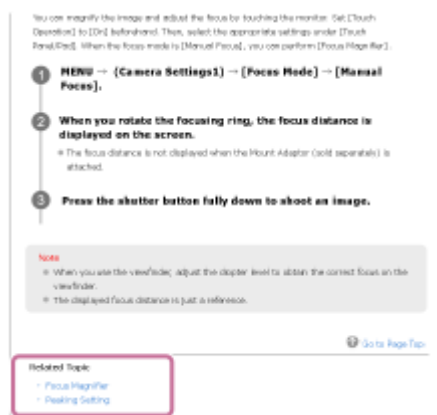 You can magnify the image and adjust the focus by touching the monitor. Set [Touch
Operation] to [On] beforehand. Then, select the appropriate settings under [Touch
Panel/Pad]. When the focus mode is [Manual Focus], you can perform [Focus Magnifier].
1 MENU → (Camera Settings1) → [Focus Mode] → [Manual
Focus].
2 When you rotate the focusing ring, the focus distance is
displayed on the screen.
The focus distance is not displayed when the Mount Adaptor (sold separately) is
attached.
3 Press the shutter button fully down to shoot an image.
Note
When you use the viewfinder, adjust the diopter level to obtain the correct focus on the
viewfinder.
The displayed focus distance is just a reference.
Go to Page Top
Related Topic
Focus Magnifier
Peaking Setting